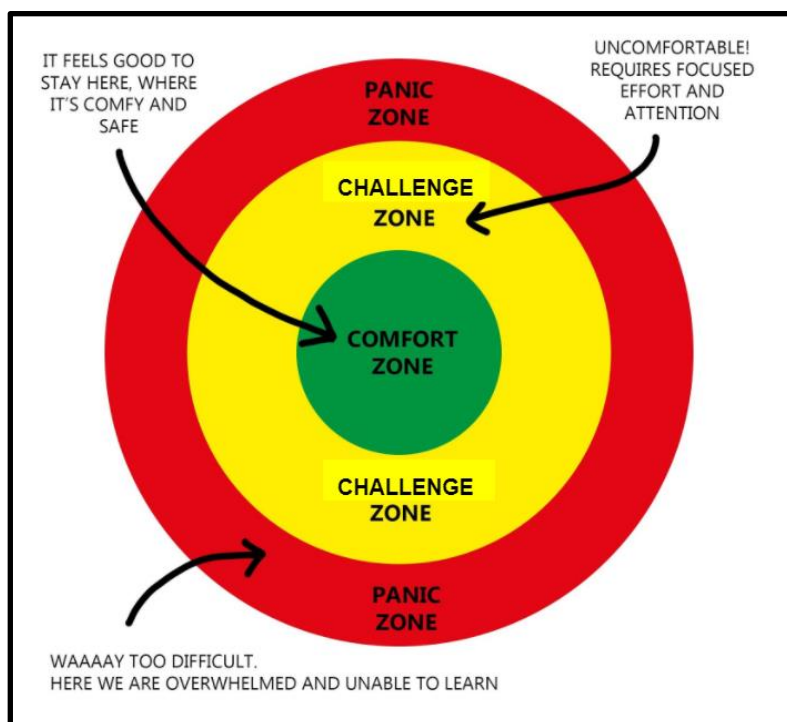 IT FEELS GOOD TO
STAY HERE, WHERE
IT'S COMFY AND
SAFE
UNCOMFORTABLE!
REQUIRES FOCUSED
EFFORT AND
ATTENTION
PANIC
ZONE
CHALLENGE
ZONE
COMFORT
ZONE
CHALLENGE
ZONE
PANIC
ZONE
WAAAAY TOO DIFFICULT.
HERE WE ARE OVERWHELMED AND UNABLE TO LEARN